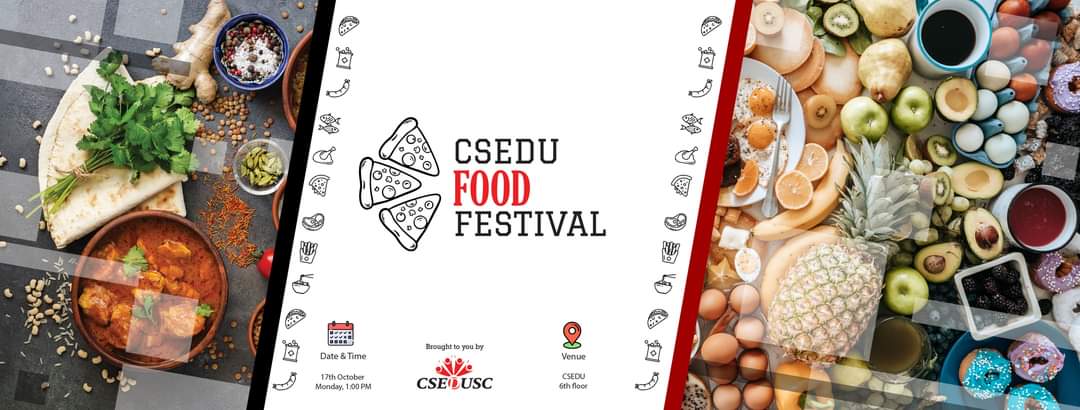 CSEDU
FOOD
FESTIVAL
Date & Time
17th October
Monday, 1:00 PM
Brought to you by
CSEDUSC
Venue
CSEDU
6th floor